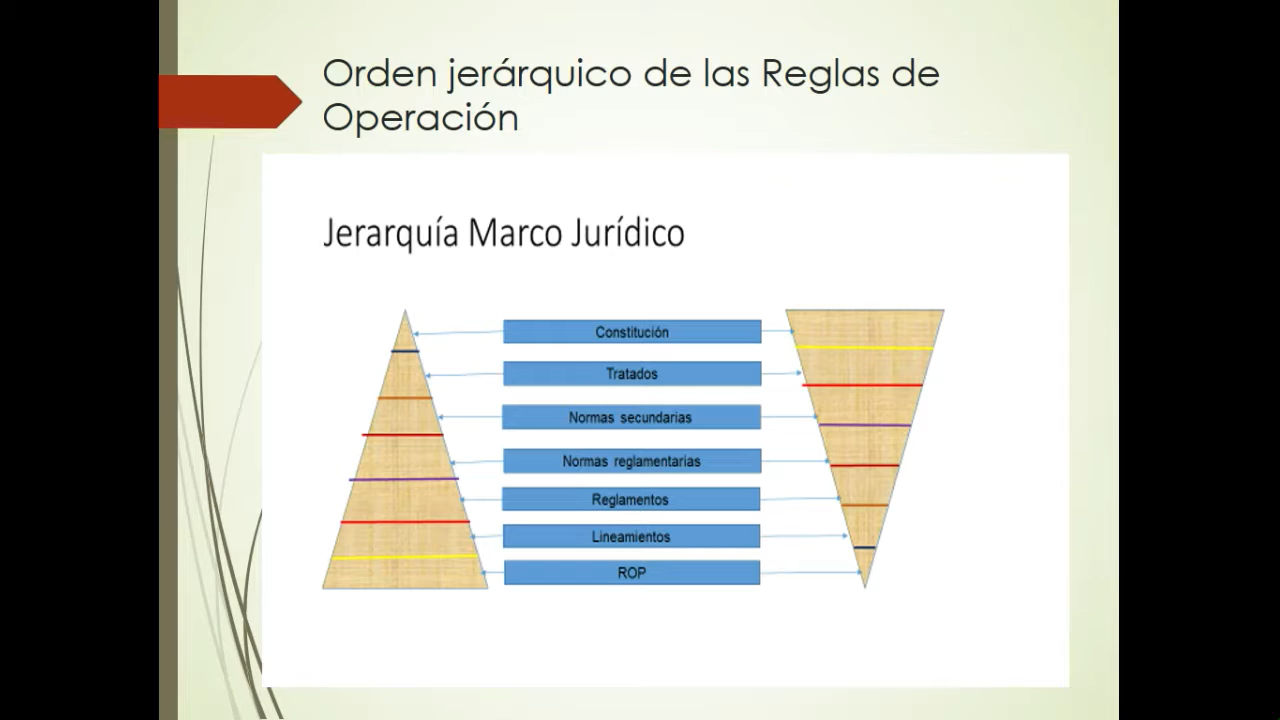 Orden jerárquico de las Reglas de
Operación
Jerarquía Marco Jurídico
Constitución
Tratados
Normas secundarias
Normas reglamentarias
Reglamentos
Lineamientos
ROP